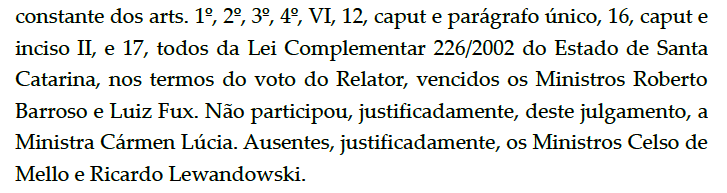 constante dos arts. 1º, 2º, 3º, 4º, VI, 12, caput e parágrafo único, 16, caput e
inciso II, e 17, todos da Lei Complementar 226/2002 do Estado de Santa
Catarina, nos termos do voto do Relator, vencidos os Ministros Roberto
Barroso e Luiz Fux. Não participou, justificadamente, deste julgamento, a
Ministra Cármen Lúcia. Ausentes, justificadamente, os Ministros Celso de
Mello e Ricardo Lewandowski.